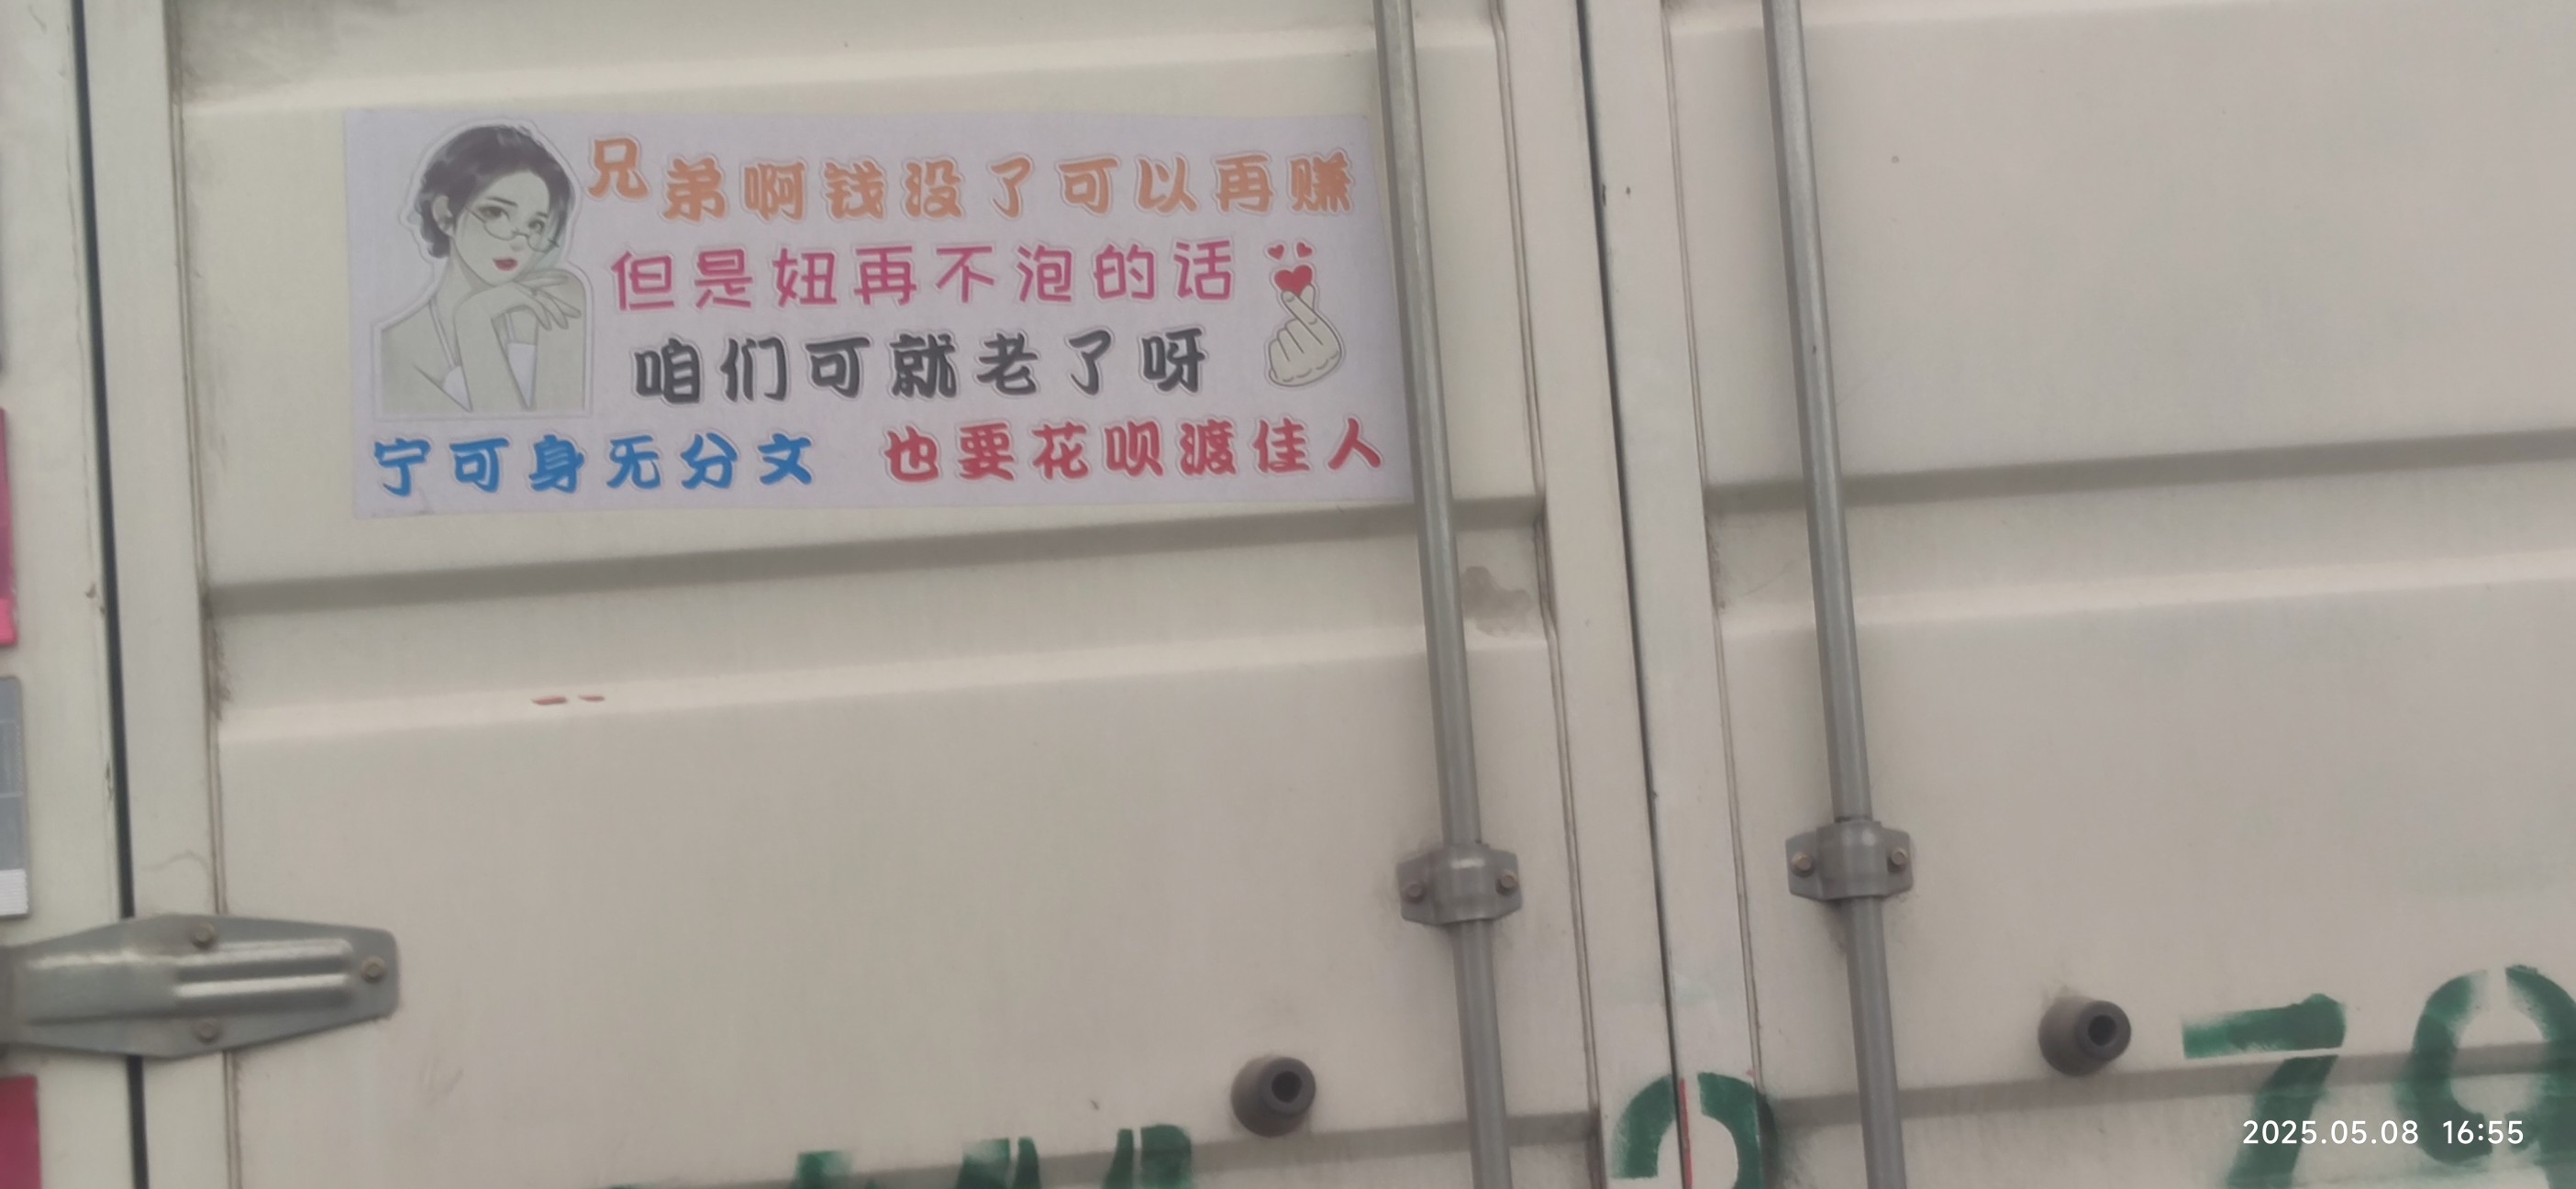 兄弟啊钱没了可以再赚
但是妞再不泡的话
咱们可就老了呀
宁可身无分文 也要花呗渡佳人
79
2025.05.08 16:55